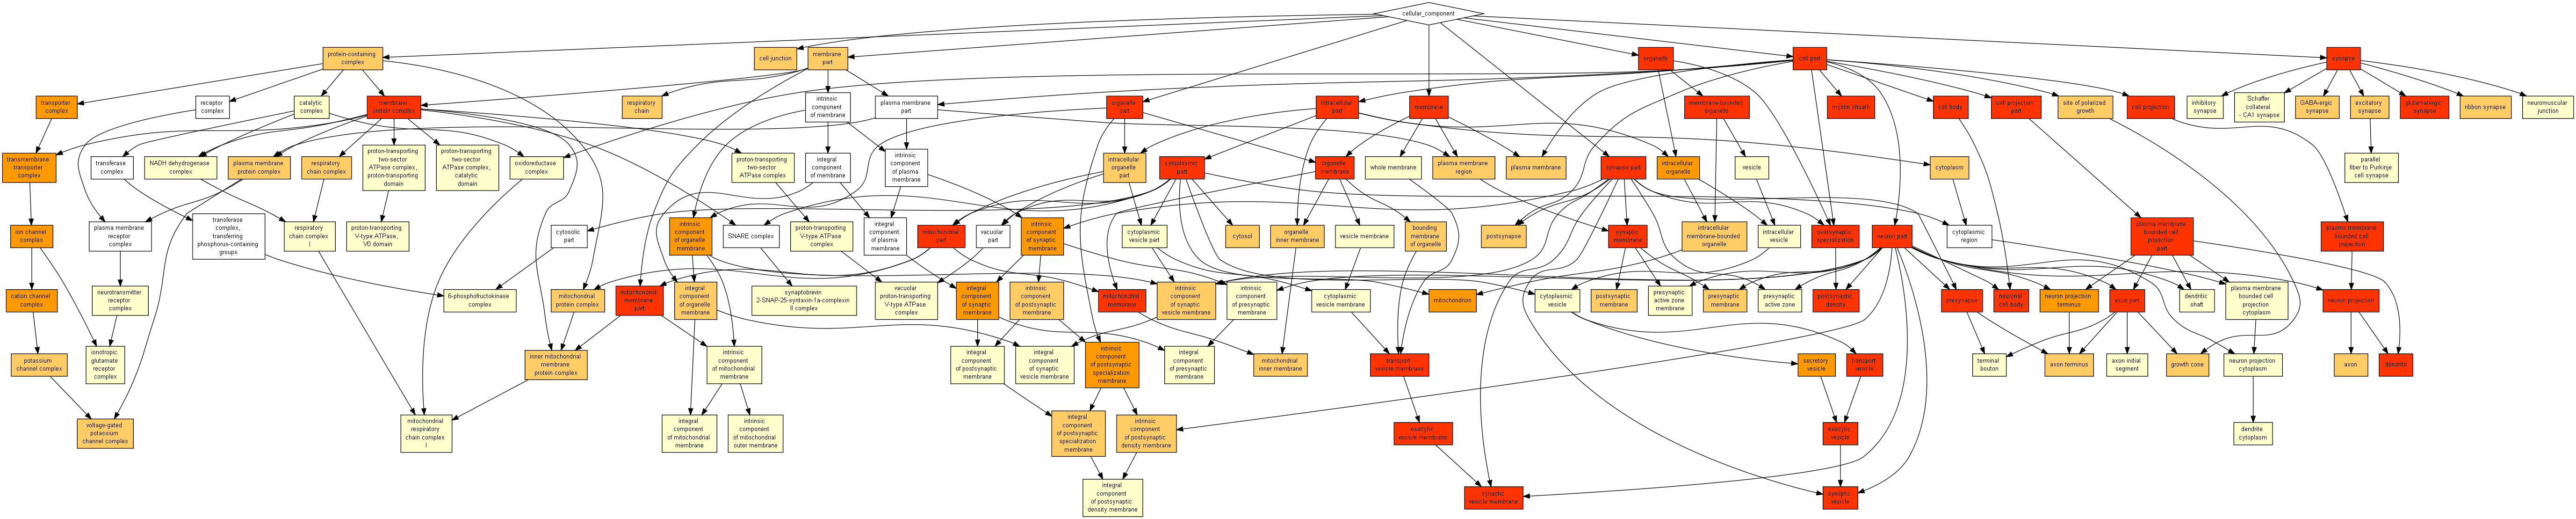 cellular_component
protein-containing
complex
cell junction
membrane
part
organelle
cell part
synapse
transporter
complex
receptor
complex
catalytic
complex
membrane
protein complex
respiratory
chain
intrinsic
component
of membrane
plasma membrane
part
organelle
part
intracellular
part
membrane
membrane-bounded
organelle
myelin sheath
cell body
cell projection
part
site of polarized
growth
cell projection
inhibitory
synapse
Schaffer
collateral
- CA1 synapse
GABA-ergic
synapse
excitatory
synapse
glutamatergic
synapse
ribbon synapse
neuromuscular
junction
transmembrane
transporter
complex
transferase
complex
NADH dehydrogenase
complex
plasma membrane
protein complex
respiratory
chain complex
proton-transporting
two-sector
ATPase complex,
proton-transporting
domain
proton-transporting
two-sector
ATPase complex,
catalytic
domain
oxidoreductase
complex
proton-transporting
two-sector
ATPase complex
integral
component
of membrane
intrinsic
component
of plasma
membrane
intracellular
organelle
part
cytoplasmic
part
organelle
membrane
whole membrane
plasma membrane
region
plasma membrane
synapse part
intracellular
organelle
vesicle
cytoplasm
parallel
fiber to Purkinje
cell synapse
ion channel
complex
plasma membrane
receptor
complex
transferase
complex,
transferring
phosphorus-containing
groups
respiratory
chain complex
I
proton-transporting
V-type ATPase,
V0 domain
cytosolic
part
intrinsic
component
of organelle
membrane
SNARE complex
proton-transporting
V-type ATPase
complex
integral
component
of plasma
membrane
mitochondrial
part
vacuolar
part
intrinsic
component
of synaptic
membrane
cytoplasmic
vesicle part
cytosol
organelle
inner membrane
vesicle membrane
bounding
membrane
of organelle
postsynapse
synaptic
membrane
intracellular
membrane-bounded
organelle
intracellular
vesicle
postsynaptic
specialization
neuron part
cytoplasmic
region
plasma membrane
bounded cell
projection
part
plasma membrane
bounded cell
projection
cation channel
complex
neurotransmitter
receptor
complex
6-phosphofructokinase
complex
mitochondrial
protein complex
mitochondrial
membrane
part
integral
component
of organelle
membrane
synaptobrevin
2-SNAP-25-syntaxin-1a-complexin
II complex
vacuolar
proton-transporting
V-type ATPase
complex
integral
component
of synaptic
membrane
intrinsic
component
of postsynaptic
membrane
mitochondrial
membrane
intrinsic
component
of synaptic
vesicle membrane
intrinsic
component
of presynaptic
membrane
cytoplasmic
vesicle membrane
mitochondrion
cytoplasmic
vesicle
postsynaptic
membrane
presynaptic
active zone
membrane
presynaptic
membrane
presynaptic
active zone
postsynaptic
density
presynapse
neuronal
cell body
neuron projection
terminus
axon part
dendritic
shaft
plasma membrane
bounded cell
projection
cytoplasm
neuron projection
potassium
channel complex
ionotropic
glutamate
receptor
complex
inner mitochondrial
membrane
protein complex
intrinsic
component
of mitochondrial
membrane
integral
component
of postsynaptic
membrane
integral
component
of synaptic
vesicle membrane
intrinsic
component
of postsynaptic
specialization
membrane
integral
component
of presynaptic
membrane
mitochondrial
inner membrane
transport
vesicle membrane
secretory
vesicle
transport
vesicle
terminal
bouton
axon terminus
axon initial
segment
growth cone
neuron projection
cytoplasm
axon
dendrite
voltage-gated
potassium
channel complex
mitochondrial
respiratory
chain complex
I
integral
component
of mitochondrial
membrane
intrinsic
component
of mitochondrial
outer membrane
integral
component
of postsynaptic
specialization
membrane
intrinsic
component
of postsynaptic
density membrane
exocytic
vesicle membrane
exocytic
vesicle
dendrite
cytoplasm
integral
component
of postsynaptic
density membrane
synaptic
vesicle membrane
synaptic
vesicle